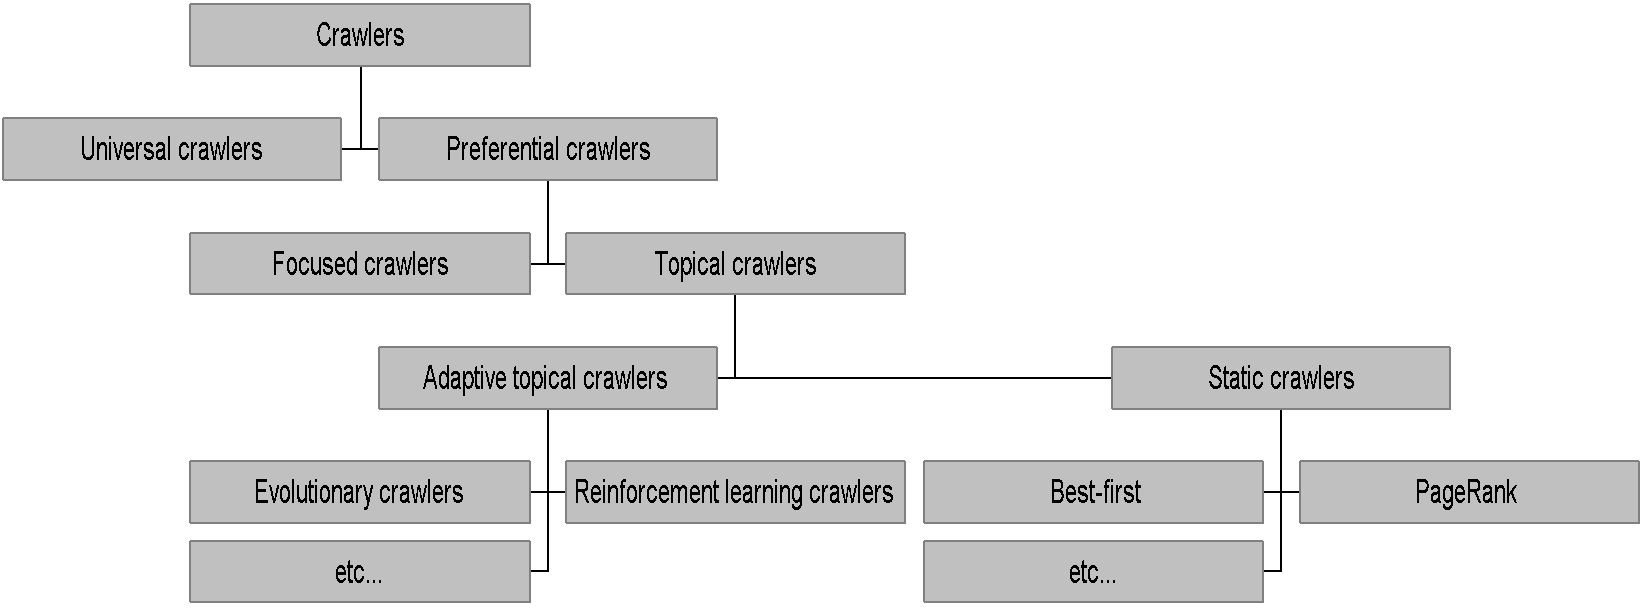 Crawlers
Universal crawlers
Preferential crawlers
Focused crawlers
Topical crawlers
Adaptive topical crawlers
Static crawlers
Evolutionary crawlers
Reinforcement learning crawlers
Best-first
PageRank
etc...
etc...